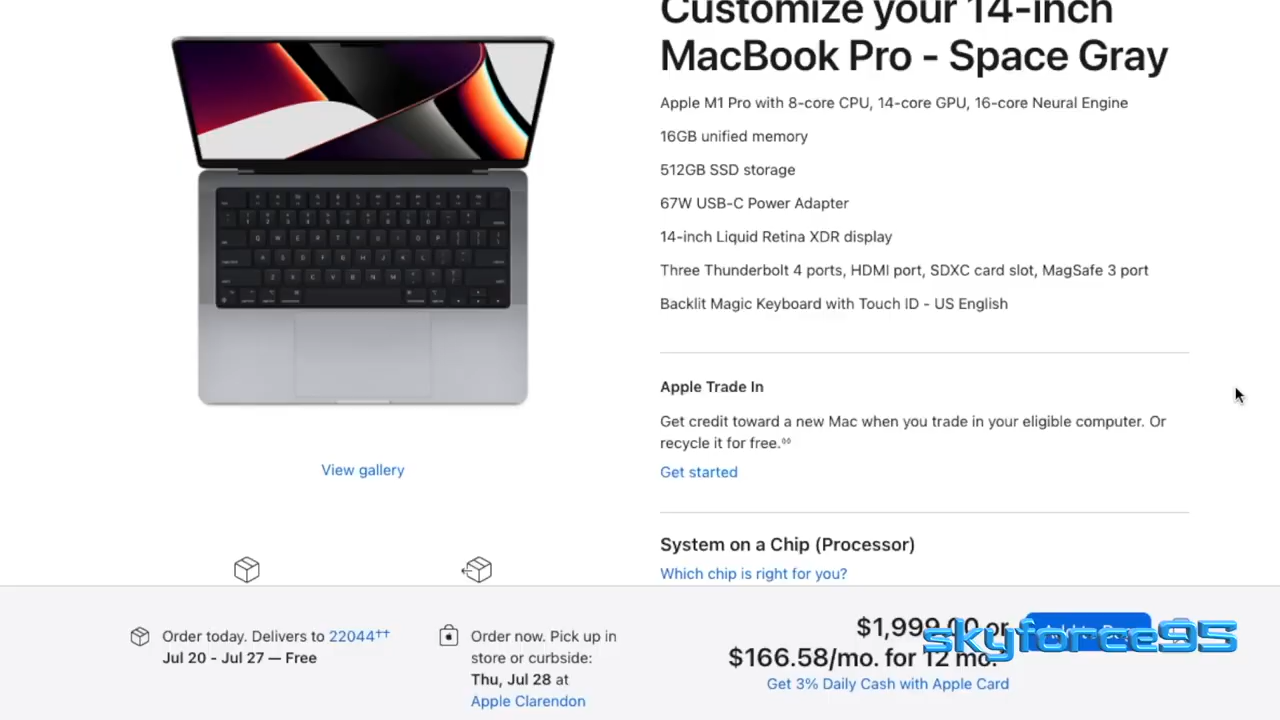 Customize your 14-inch
MacBook Pro - Space Gray
Apple M1 Pro with 8-core CPU, 14-core GPU, 16-core Neural Engine
16GB unified memory
512GB SSD storage
67W USB-C Power Adapter
14-inch Liquid Retina XDR display
Three Thunderbolt 4 ports, HDMI port, SDXC card slot, MagSafe 3 port
Backlit Magic Keyboard with Touch ID - US English
Apple Trade In
Get credit toward a new Mac when you trade in your eligible computer. Or
recycle it for free.◊◊
Get started
View gallery
System on a Chip (Processor)
Which chip is right for you?
Order today. Delivers to 22044††
Jul 20 - Jul 27 — Free
Order now. Pick up in
store or curbside:
Thu, Jul 28 at
Apple Clarendon
$1,999.00 or
$166.58/mo. for 12 mo.*
Get 3% Daily Cash with Apple Card
skyforce95